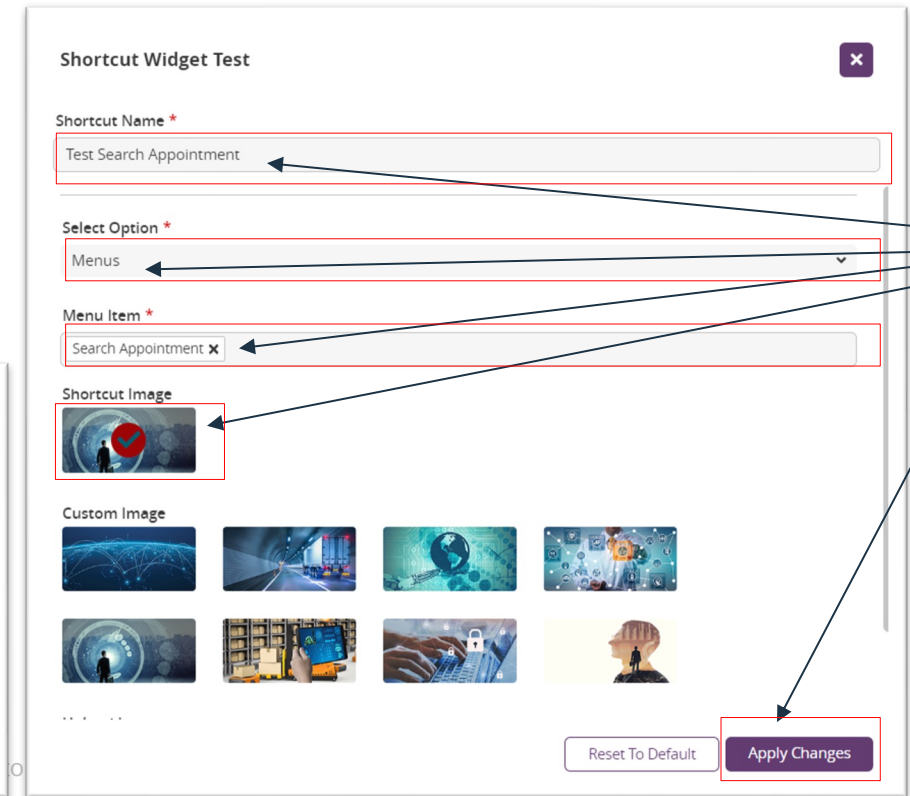 Shortcut Widget Test
Shortcut Name *
Test Search Appointment
Select Option *
Menus
Menu Item *
Search Appointment ×
Shortcut Image
Custom Image
Reset To Default
Apply Changes